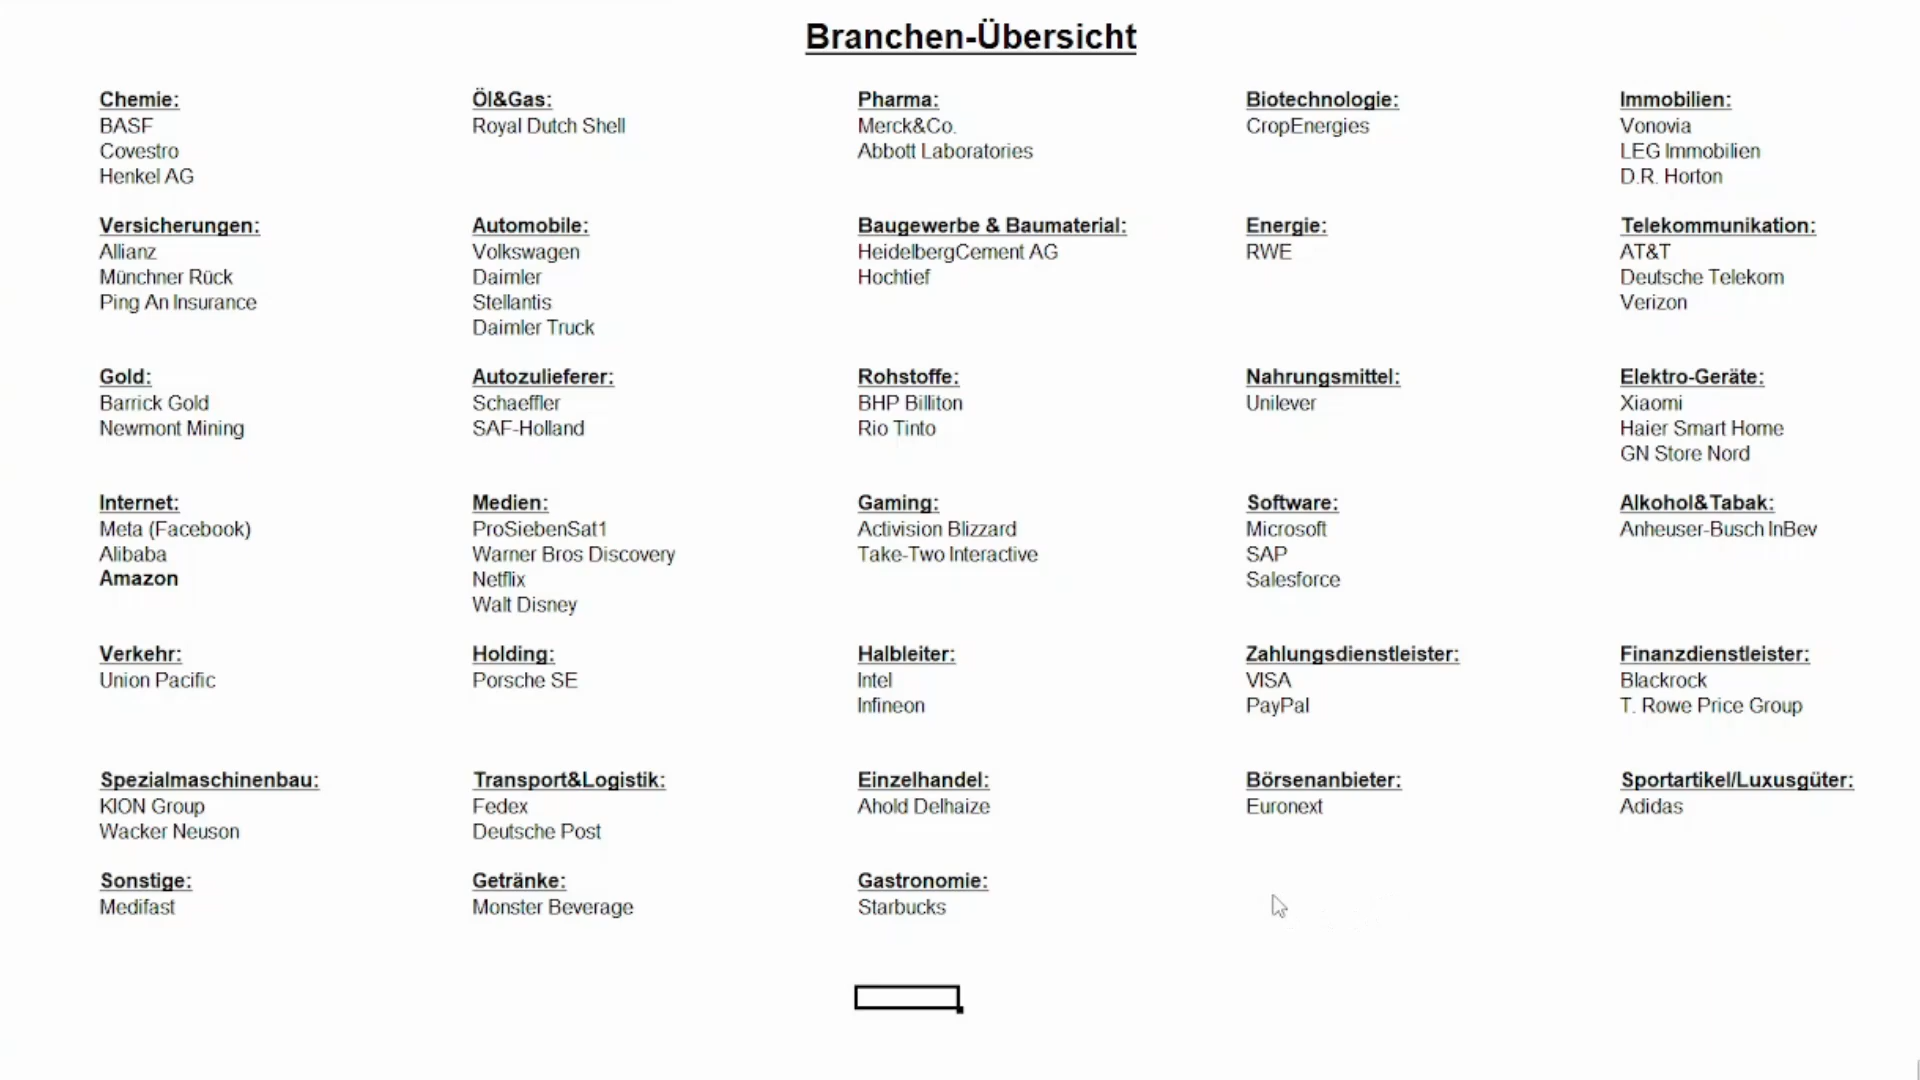 Branchen-Übersicht
Chemie:
BASF
Covestro
Henkel AG
Öl&Gas:
Royal Dutch Shell
Pharma:
Merck&Co.
Abbott Laboratories
Biotechnologie:
CropEnergies
Immobilien:
Vonovia
LEG Immobilien
D.R. Horton
Versicherungen:
Allianz
Münchner Rück
Ping An Insurance
Automobile:
Volkswagen
Daimler
Stellantis
Daimler Truck
Baugewerbe & Baumaterial:
HeidelbergCement AG
Hochtief
Energie:
RWE
Telekommunikation:
AT&T
Deutsche Telekom
Verizon
Gold:
Barrick Gold
Newmont Mining
Autozulieferer:
Schaeffler
SAF-Holland
Rohstoffe:
BHP Billiton
Rio Tinto
Nahrungsmittel:
Unilever
Elektro-Geräte:
Xiaomi
Haier Smart Home
GN Store Nord
Internet:
Meta (Facebook)
Alibaba
Amazon
Medien:
ProSiebenSat1
Warner Bros Discovery
Netflix
Walt Disney
Gaming:
Activision Blizzard
Take-Two Interactive
Software:
Microsoft
SAP
Salesforce
Alkohol&Tabak:
Anheuser-Busch InBev
Verkehr:
Union Pacific
Holding:
Porsche SE
Halbleiter:
Intel
Infineon
Zahlungsdienstleister:
VISA
PayPal
Finanzdienstleister:
Blackrock
T. Rowe Price Group
Spezialmaschinenbau:
KION Group
Wacker Neuson
Transport&Logistik:
Fedex
Deutsche Post
Einzelhandel:
Ahold Delhaize
Börsenanbieter:
Euronext
Sportartikel/Luxusgüter:
Adidas
Sonstige:
Medifast
Getränke:
Monster Beverage
Gastronomie:
Starbucks